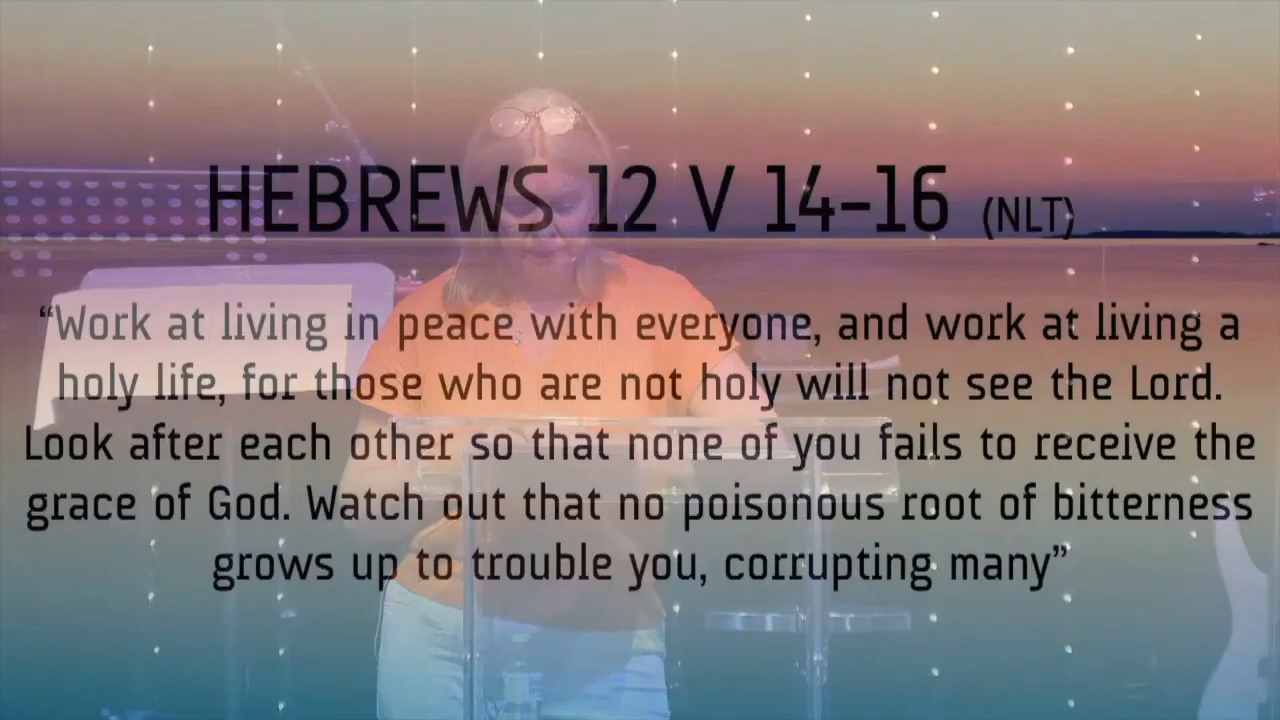 HEBREWS 12 V 14-16 (NLT)
“Work at living in peace with everyone, and work at living a
holy life, for those who are not holy will not see the Lord.
Look after each other so that none of you fails to receive the
grace of God. Watch out that no poisonous root of bitterness
grows up to trouble you, corrupting many”